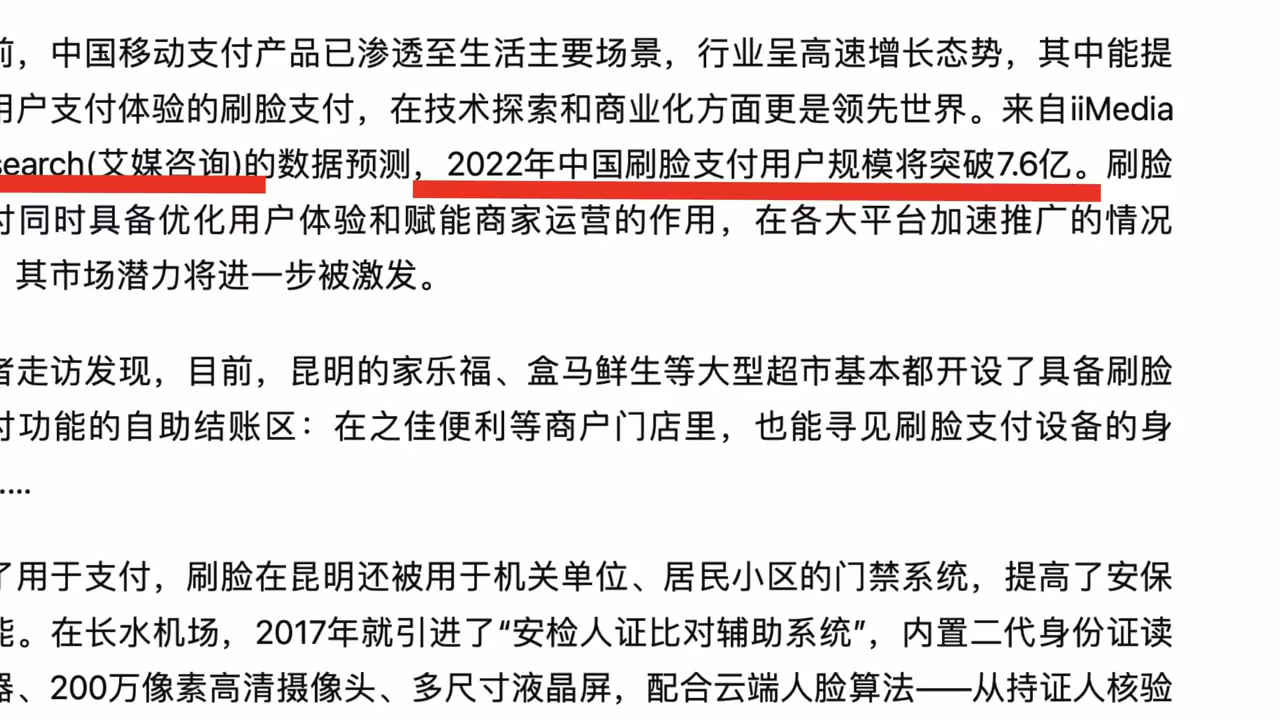 前，中国移动支付产品已渗透至生活主要场景，行业呈高速增长态势，其中能提
用户支付体验的刷脸支付，在技术探索和商业化方面更是领先世界。来自iiMedia
search(艾媒咨询)的数据预测，2022年中国刷脸支付用户规模将突破7.6亿。刷脸
付同时具备优化用户体验和赋能商家运营的作用，在各大平台加速推广的情况
其市场潜力将进一步被激发。
者走访发现，目前，昆明的家乐福、盒马鲜生等大型超市基本都开设了具备刷脸
付功能的自助结账区：在之佳便利等商户门店里，也能寻见刷脸支付设备的身
....
了用于支付，刷脸在昆明还被用于机关单位、居民小区的门禁系统，提高了安保
能。在长水机场，2017年就引进了“安检人证比对辅助系统”，内置二代身份证读
器、200万像素高清摄像头、多尺寸液晶屏，配合云端人脸算法——从持证人核验